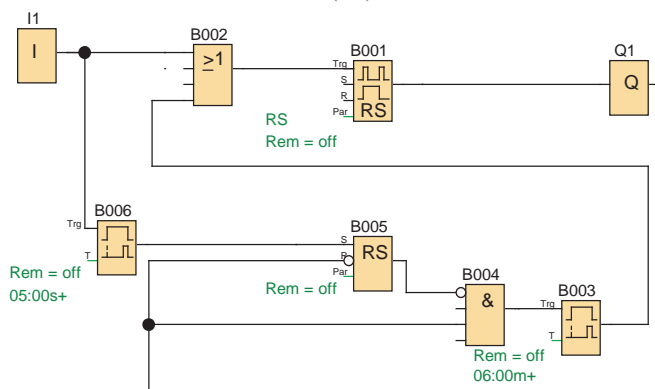 I1
I
B002
≥1
B001
Trg
S
R
Par
RS
RS
Rem = off
Q1
Q
B006
Trg
T
Rem = off
05:00s+
B005
S
R
Par
RS
Rem = off
B004
&
B003
Trg
T
Rem = off
06:00m+